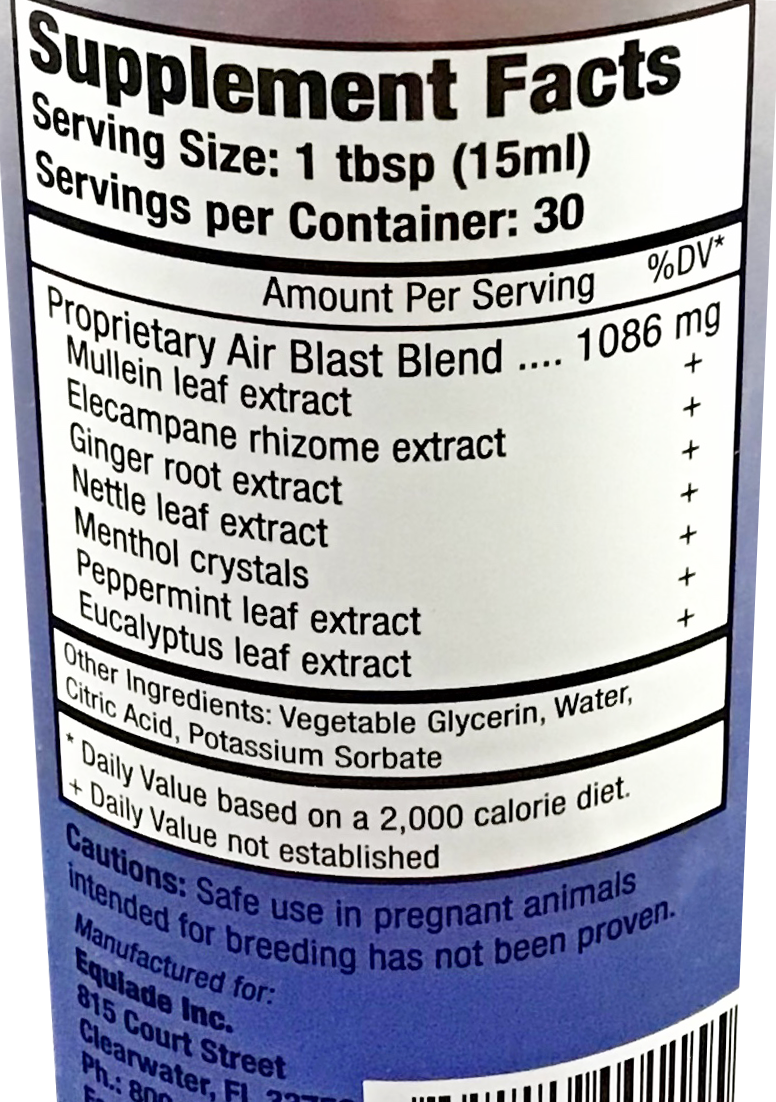 Supplement Facts
Serving Size: 1 tbsp (15ml)
Servings per Container: 30
Amount Per Serving %DV*
Proprietary Air Blast Blend .... 1086 mg
Mullein leaf extract +
Elecampane rhizome extract +
Ginger root extract +
Nettle leaf extract +
Menthol crystals +
Peppermint leaf extract +
Eucalyptus leaf extract +
Other Ingredients: Vegetable Glycerin, Water,
Citric Acid, Potassium Sorbate
* Daily Value based on a 2,000 calorie diet.
+ Daily Value not established
Cautions: Safe use in pregnant animals
intended for breeding has not been proven.
Manufactured for:
Equiade Inc.
815 Court Street
Clearwater, FL
Ph.: 800